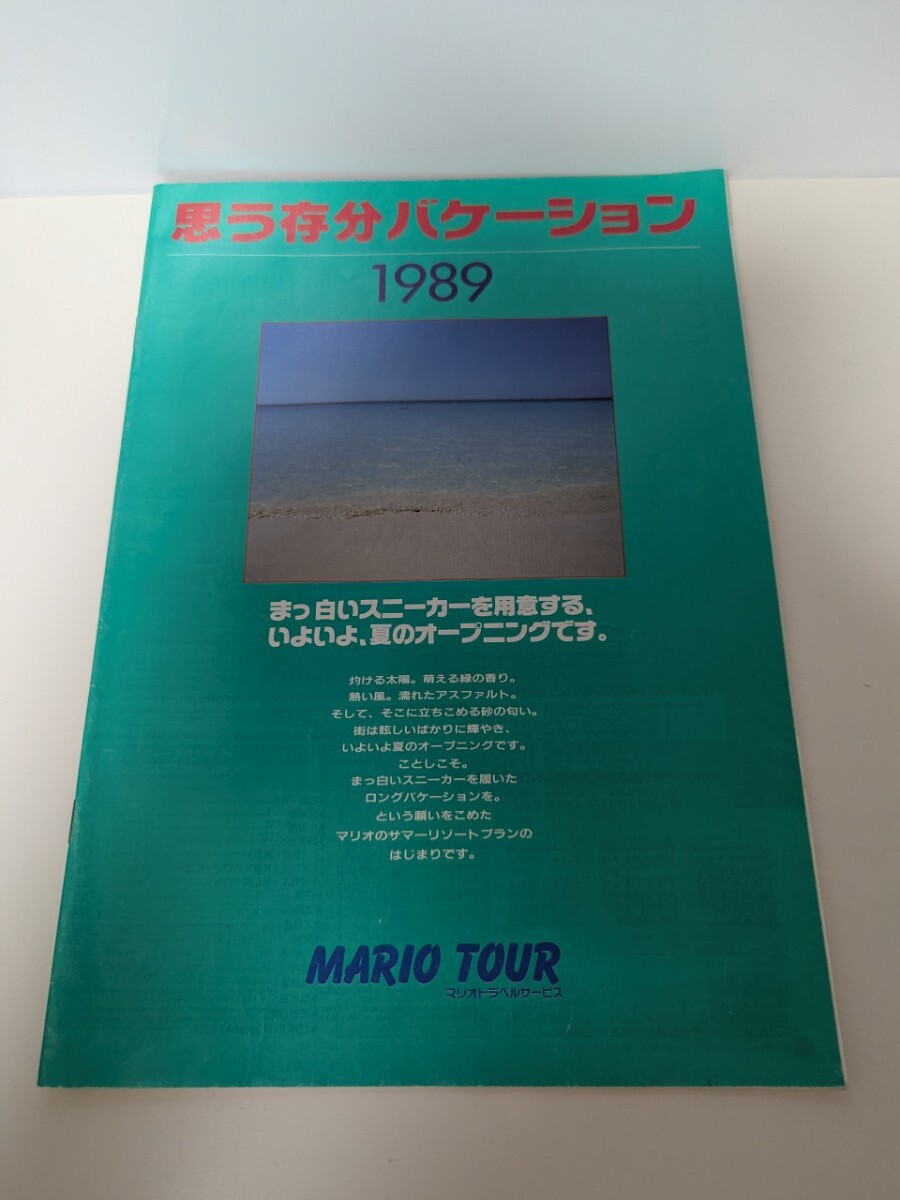 思う存分バケーション
1989
まっ白いスニーカーを用意する、
いよいよ、夏のオープニングです。
灼ける太陽。萌える緑の香り。
熱い風。濡れたアスファルト。
そして、そこに立ちこめる砂の匂い。
街は眩しいばかりに輝やき、
いよいよ夏のオープニングです。
ことしこそ。
まっ白いスニーカーを履いた
ロングバケーションを。
という願いをこめた
マリオのサマーリゾートプランの
はじまりです。
MARIO TOUR
マリオトラベルサービス